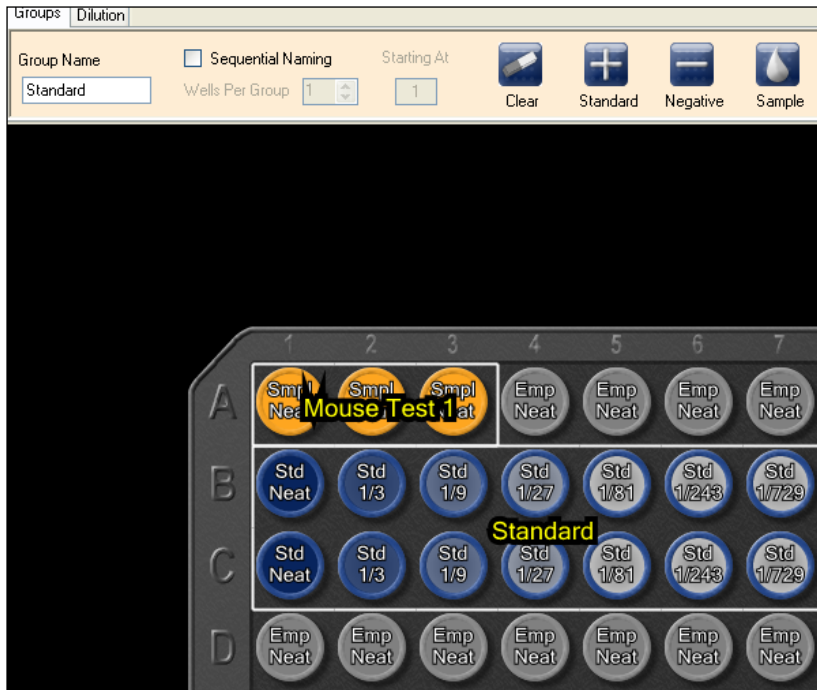 Groups Dilution
Group Name
Sequential Naming
Starting At
Standard
Wells Per Group 1
1
Clear Standard Negative Sample
1 2 3 4 5 6 7
A
Smpl Smpl Smpl Emp Emp Emp Emp
Mouse Test 1
Neat Neat Neat Neat
B
Std Std Std Std Std Std Std
Neat 1/3 1/9 1/27 1/81 1/243 1/729
Standard
C
Std Std Std Std Std Std Std
Neat 1/3 1/9 1/27 1/81 1/243 1/729
D
Emp Emp Emp Emp Emp Emp Emp
Neat Neat Neat Neat Neat Neat Neat